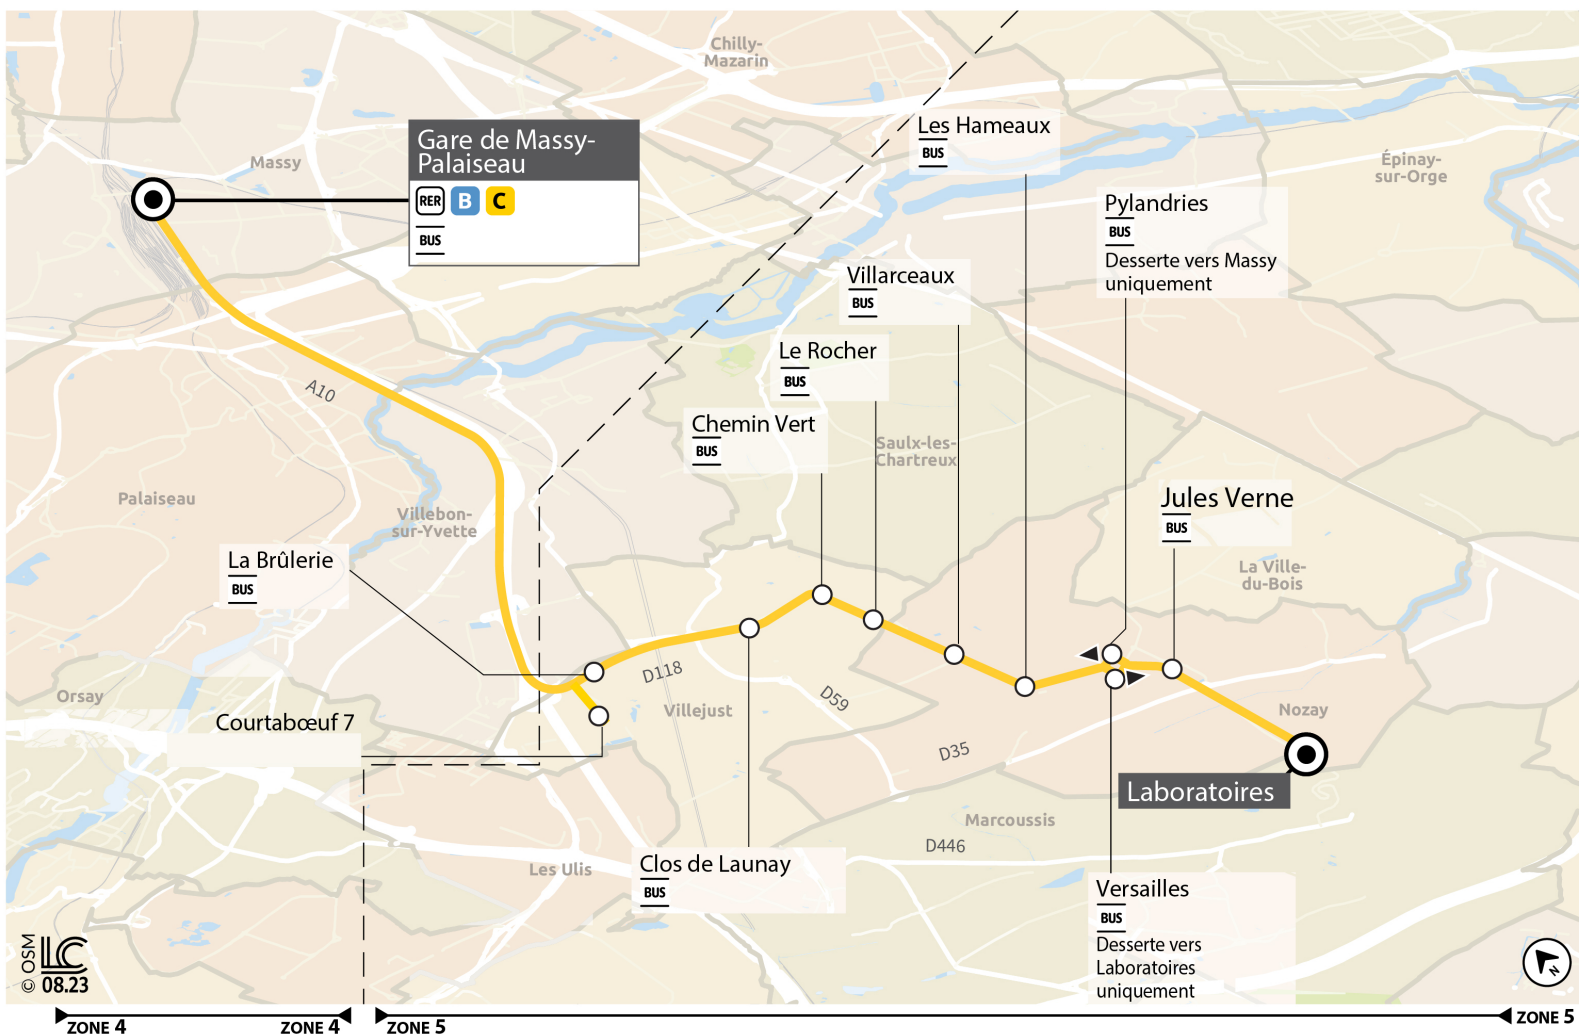 Chilly-
Mazarin
Les Hameaux
BUS
Gare de Massy-
Palaiseau
RER B C
BUS
Massy
Épinay-
sur-Orge
Pylandries
BUS
Desserte vers Massy
uniquement
Villarceaux
BUS
Le Rocher
BUS
A10
Chemin Vert
BUS
Saulx-les-
Chartreux
Palaiseau
Villebon-
sur-Yvette
Jules Verne
BUS
La Brûlerie
BUS
La Ville-
du-Bois
D118
Orsay
Courtabœuf 7
Villejust
D59
Nozay
D35
Laboratoires
Marcoussis
D446
Les Ulis
Clos de Launay
BUS
Versailles
BUS
Desserte vers
Laboratoires
uniquement
© OSM
LC
08.23
N
ZONE 4
ZONE 4
ZONE 5
ZONE 5